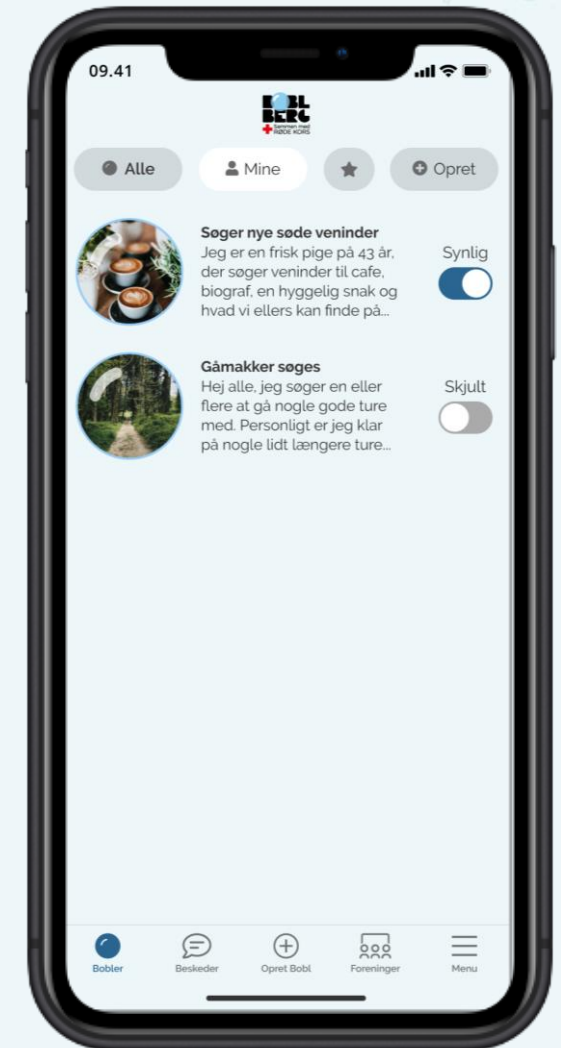 09.41
BOBL
BERG
Sammen med
RØDE KORS
Alle
Mine
Opret
Søger nye søde veninder
Jeg er en frisk pige på 43 år,
der søger veninder til cafe,
biograf, en hyggelig snak og
hvad vi ellers kan finde på...
Synlig
Gåmakker søges
Hej alle, jeg søger en eller
flere at gå nogle gode ture
med. Personligt er jeg klar
på nogle lidt længere ture...
Skjult
Bobler
Beskeder
Opret Bobl
Foreninger
Menu